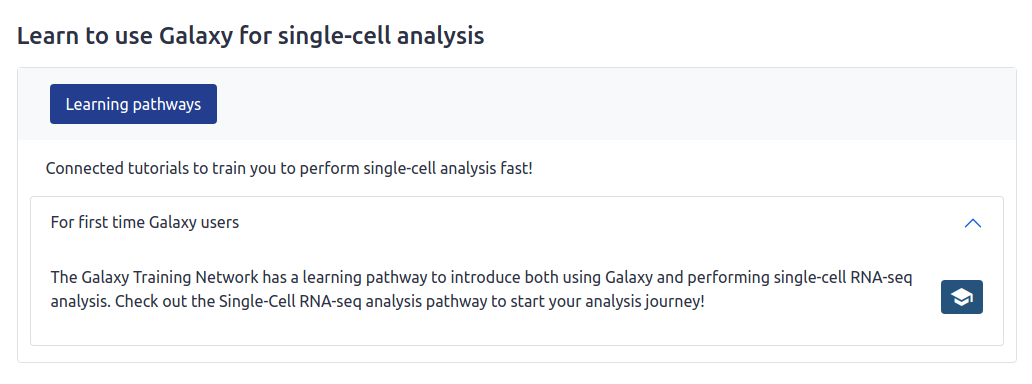 Learn to use Galaxy for single-cell analysis
Learning pathways
Connected tutorials to train you to perform single-cell analysis fast!
For first time Galaxy users
The Galaxy Training Network has a learning pathway to introduce both using Galaxy and performing single-cell RNA-seq
analysis. Check out the Single-Cell RNA-seq analysis pathway to start your analysis journey!